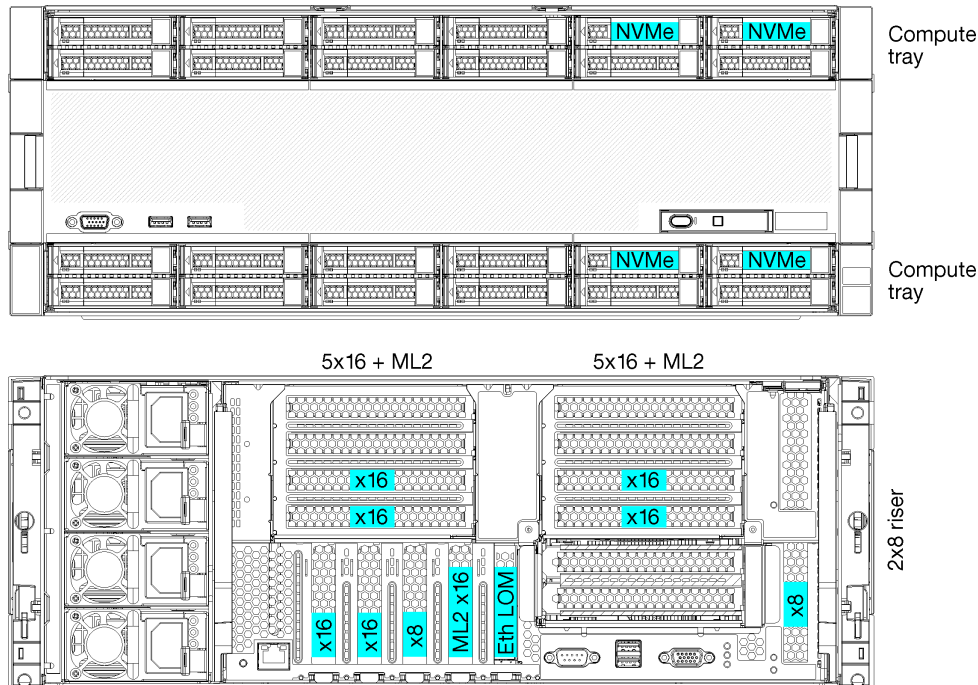 NVMe NVMe
Compute
tray
NVMe NVMe
Compute
tray
5x16 + ML2 5x16 + ML2
x16 x16
x16 x16
2x8 riser
x16 x16 x8 ML2 x16 Eth LOM x8